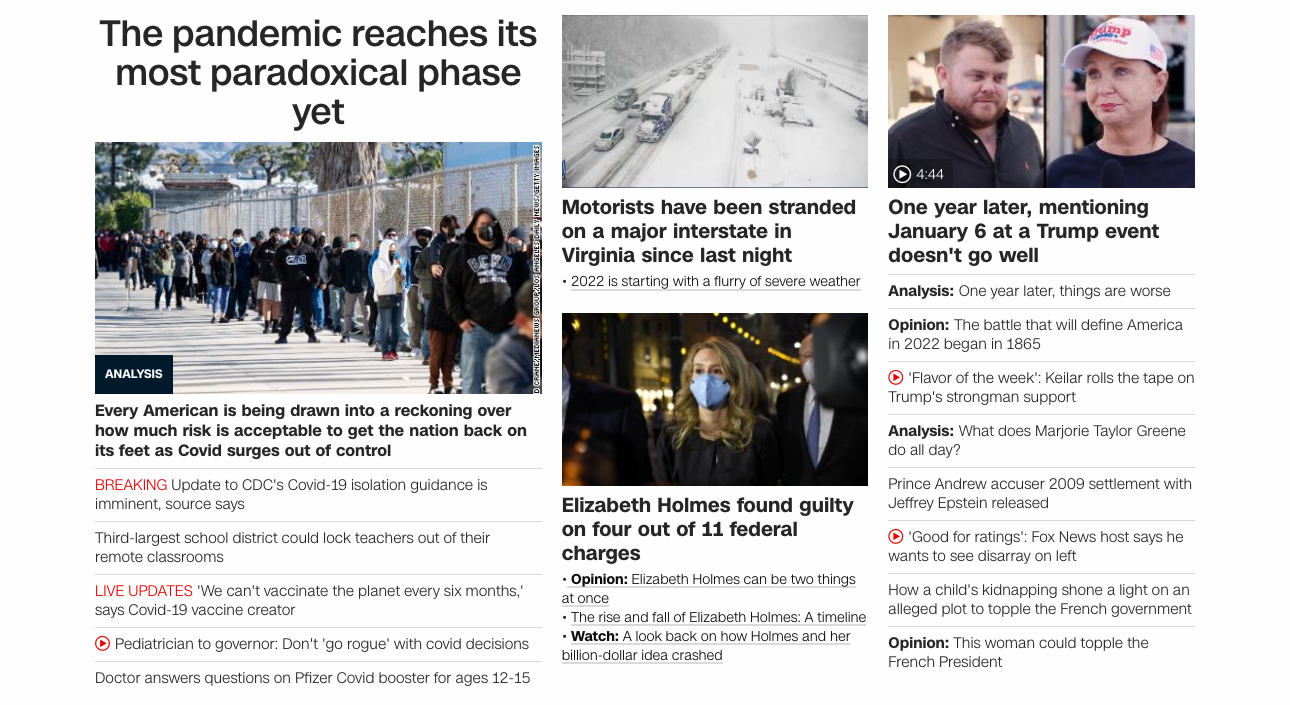 The pandemic reaches its
most paradoxical phase
yet
ANALYSIS
Every American is being drawn into a reckoning over
how much risk is acceptable to get the nation back on
its feet as Covid surges out of control
BREAKING Update to CDC's Covid-19 isolation guidance is
imminent, source says
Third-largest school district could lock teachers out of their
remote classrooms
LIVE UPDATES 'We can't vaccinate the planet every six months,'
says Covid-19 vaccine creator
Pediatrician to governor: Don't 'go rogue' with covid decisions
Doctor answers questions on Pfizer Covid booster for ages 12-15
Motorists have been stranded
on a major interstate in
Virginia since last night
• 2022 is starting with a flurry of severe weather
Elizabeth Holmes found guilty
on four out of 11 federal
charges
• Opinion: Elizabeth Holmes can be two things
at once
• The rise and fall of Elizabeth Holmes: A timeline
• Watch: A look back on how Holmes and her
billion-dollar idea crashed
Trump
4:44
One year later, mentioning
January 6 at a Trump event
doesn't go well
Analysis: One year later, things are worse
Opinion: The battle that will define America
in 2022 began in 1865
'Flavor of the week': Keilar rolls the tape on
Trump's strongman support
Analysis: What does Marjorie Taylor Greene
do all day?
Prince Andrew accuser 2009 settlement with
Jeffrey Epstein released
'Good for ratings': Fox News host says he
wants to see disarray on left
How a child's kidnapping shone a light on an
alleged plot to topple the French government
Opinion: This woman could topple the
French President